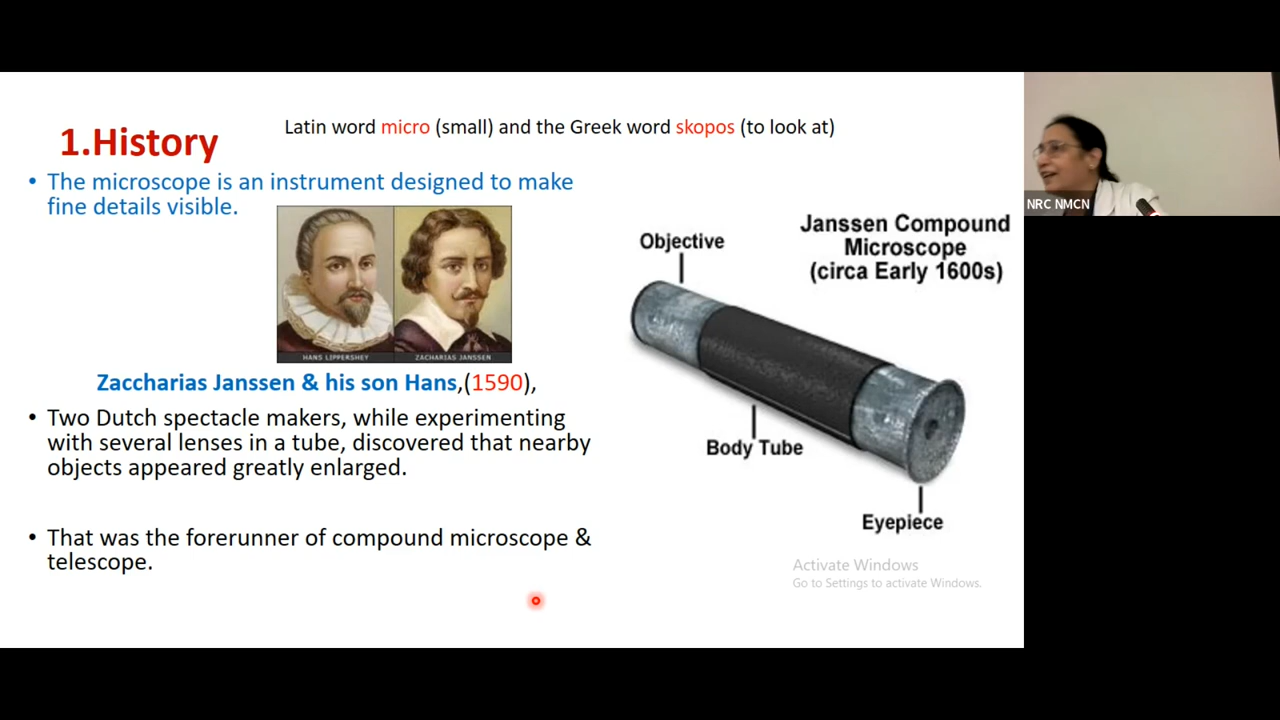 Latin word micro (small) and the Greek word skopos (to look at)
1.History
• The microscope is an instrument designed to make
fine details visible.
HANS LIPPERSHEY
ZACHARIAS JANSSEN
Zaccharias Janssen & his son Hans,(1590),
• Two Dutch spectacle makers, while experimenting
with several lenses in a tube, discovered that nearby
objects appeared greatly enlarged.
• That was the forerunner of compound microscope &
telescope.
Janssen Compound
Microscope
(circa Early 1600s)
Objective
Body Tube
Eyepiece
Activate Windows
Go to Settings to activate Windows.
NRC NMCN